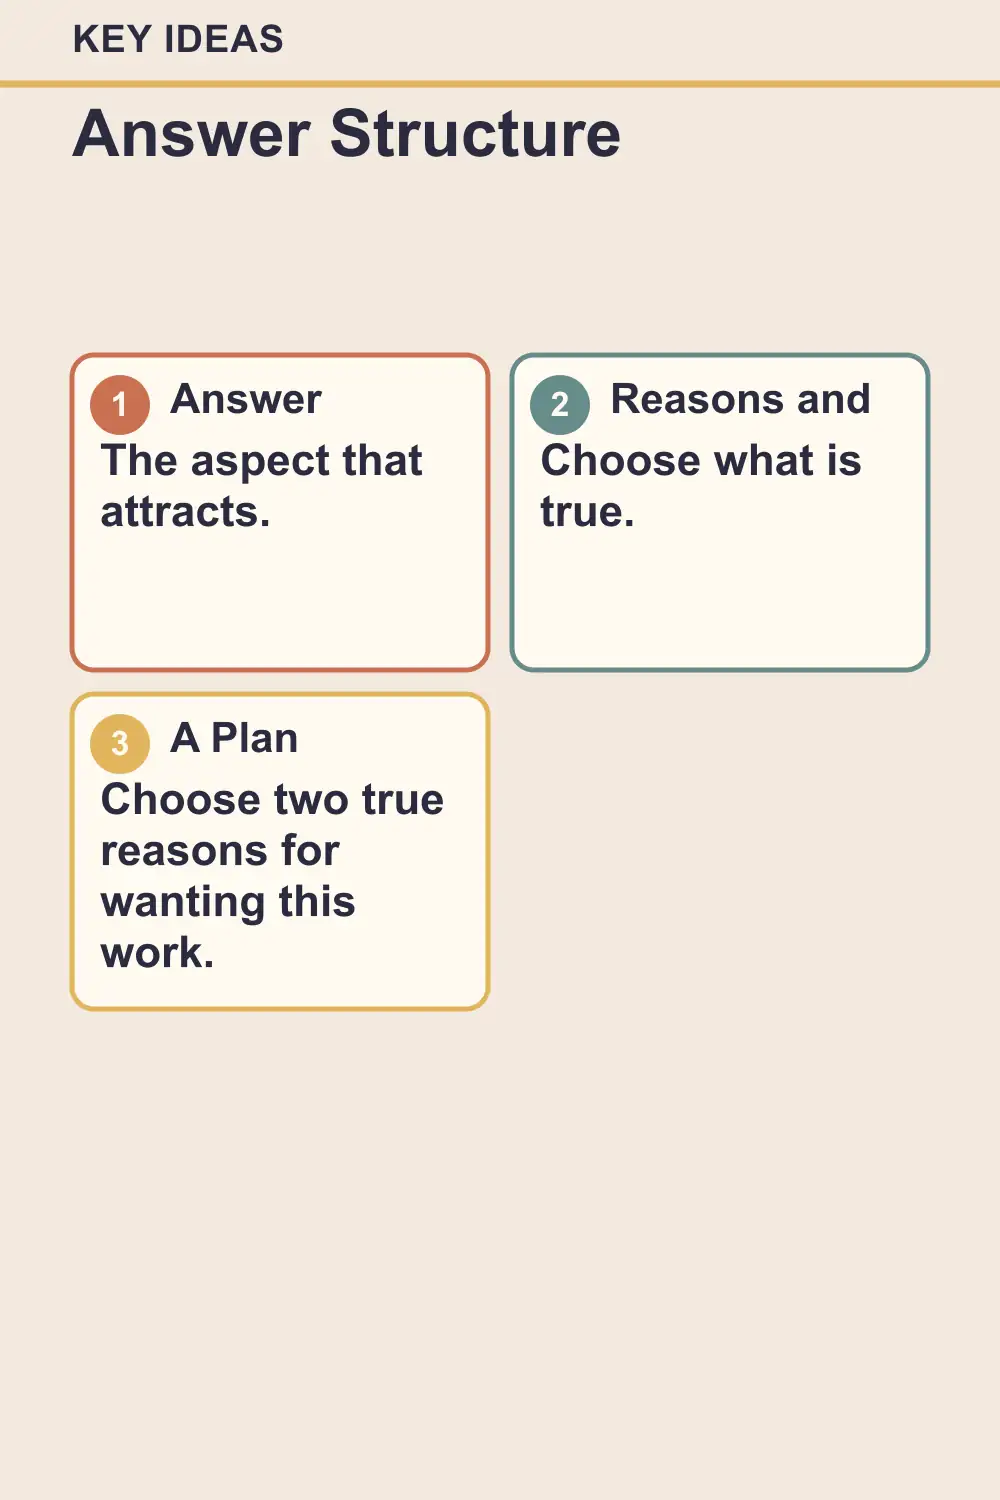 KEY IDEAS
Answer Structure
1 Answer
The aspect that
attracts.
2 Reasons and
Choose what is
true.
3 A Plan
Choose two true
reasons for
wanting this
work.